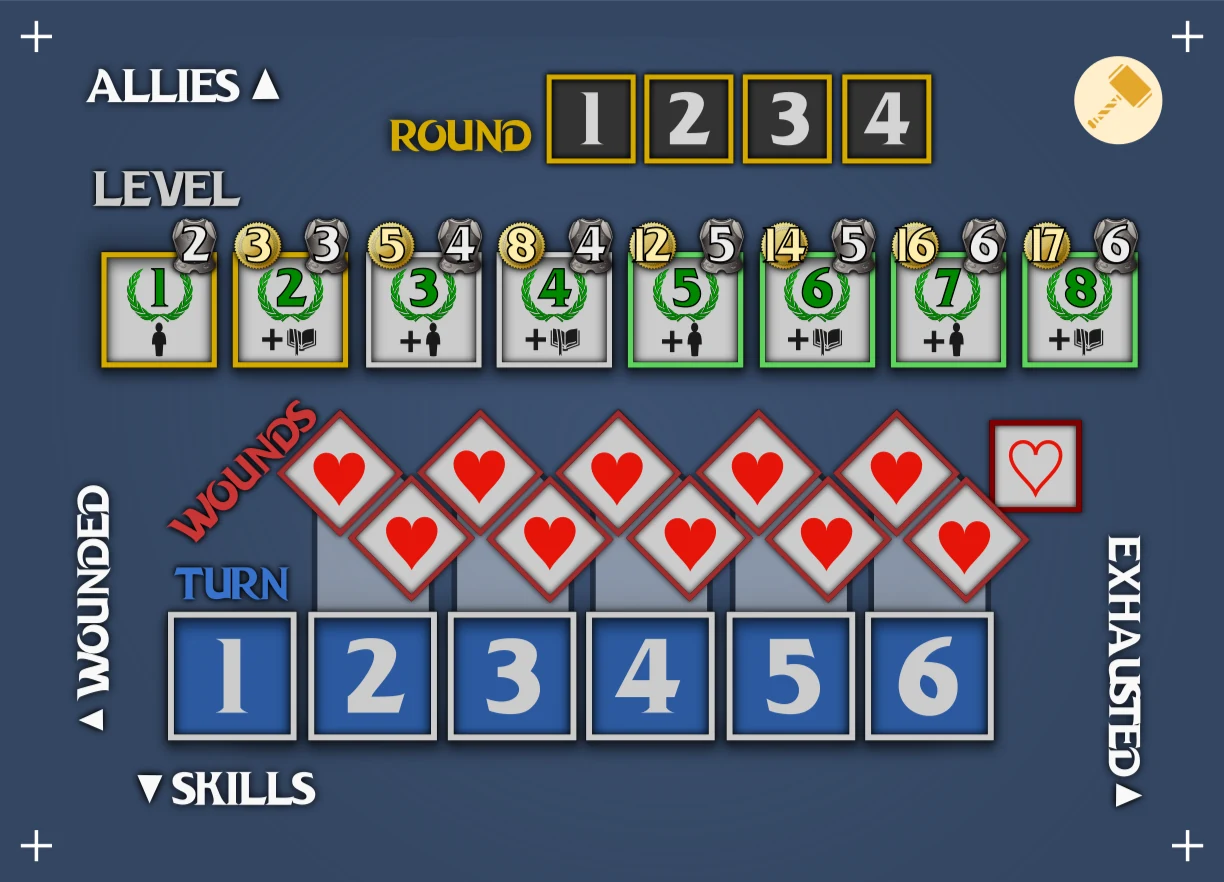 ALLIES
ROUND 1 2 3 4
LEVEL
2 3 3 5 4 8 4 12 5 14 5 16 6 17 6
1 2 3 4 5 6 7 8
+ + + + + + +
WOUNDS
WOUNDED
TURN
1 2 3 4 5 6
EXHAUSTED
SKILLS